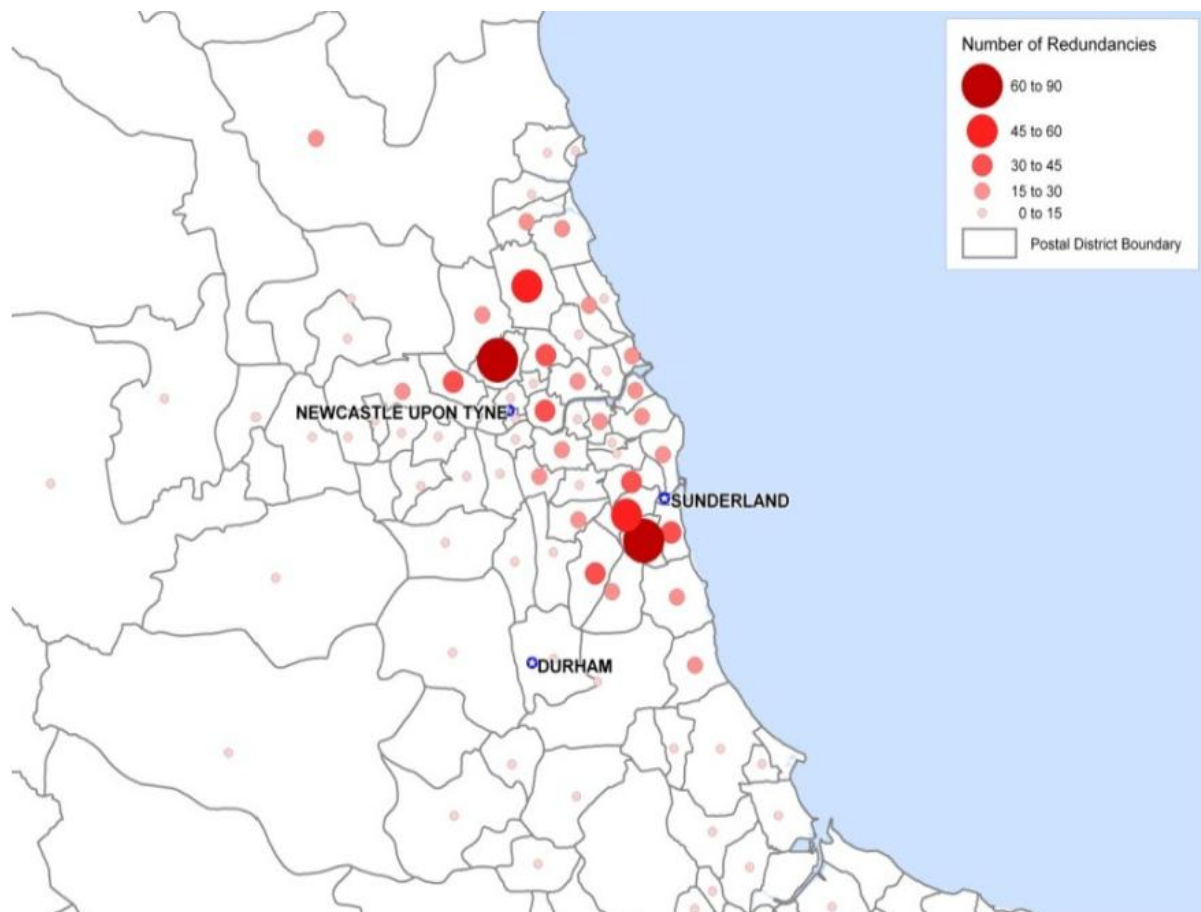 Number of Redundancies
60 to 90
45 to 60
30 to 45
15 to 30
0 to 15
Postal District Boundary
NEWCASTLE UPON TYNE
SUNDERLAND
DURHAM